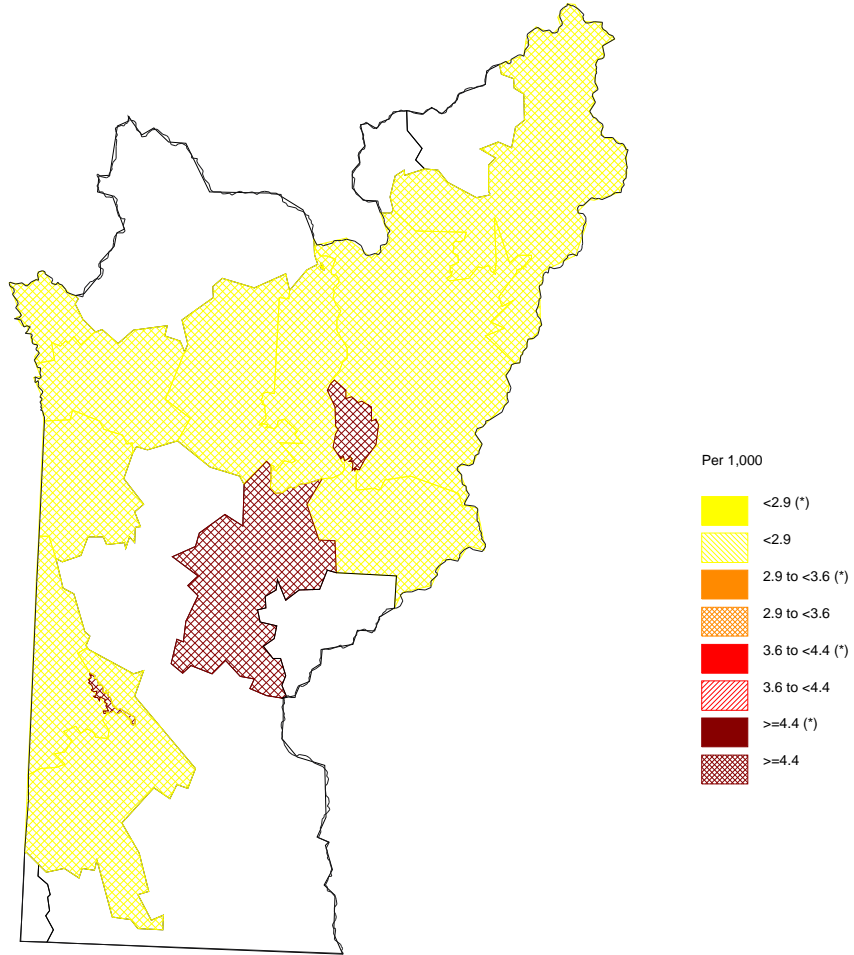 Per 1,000
<2.9 (*)
<2.9
2.9 to <3.6 (*)
2.9 to <3.6
3.6 to <4.4 (*)
3.6 to <4.4
>=4.4 (*)
>=4.4